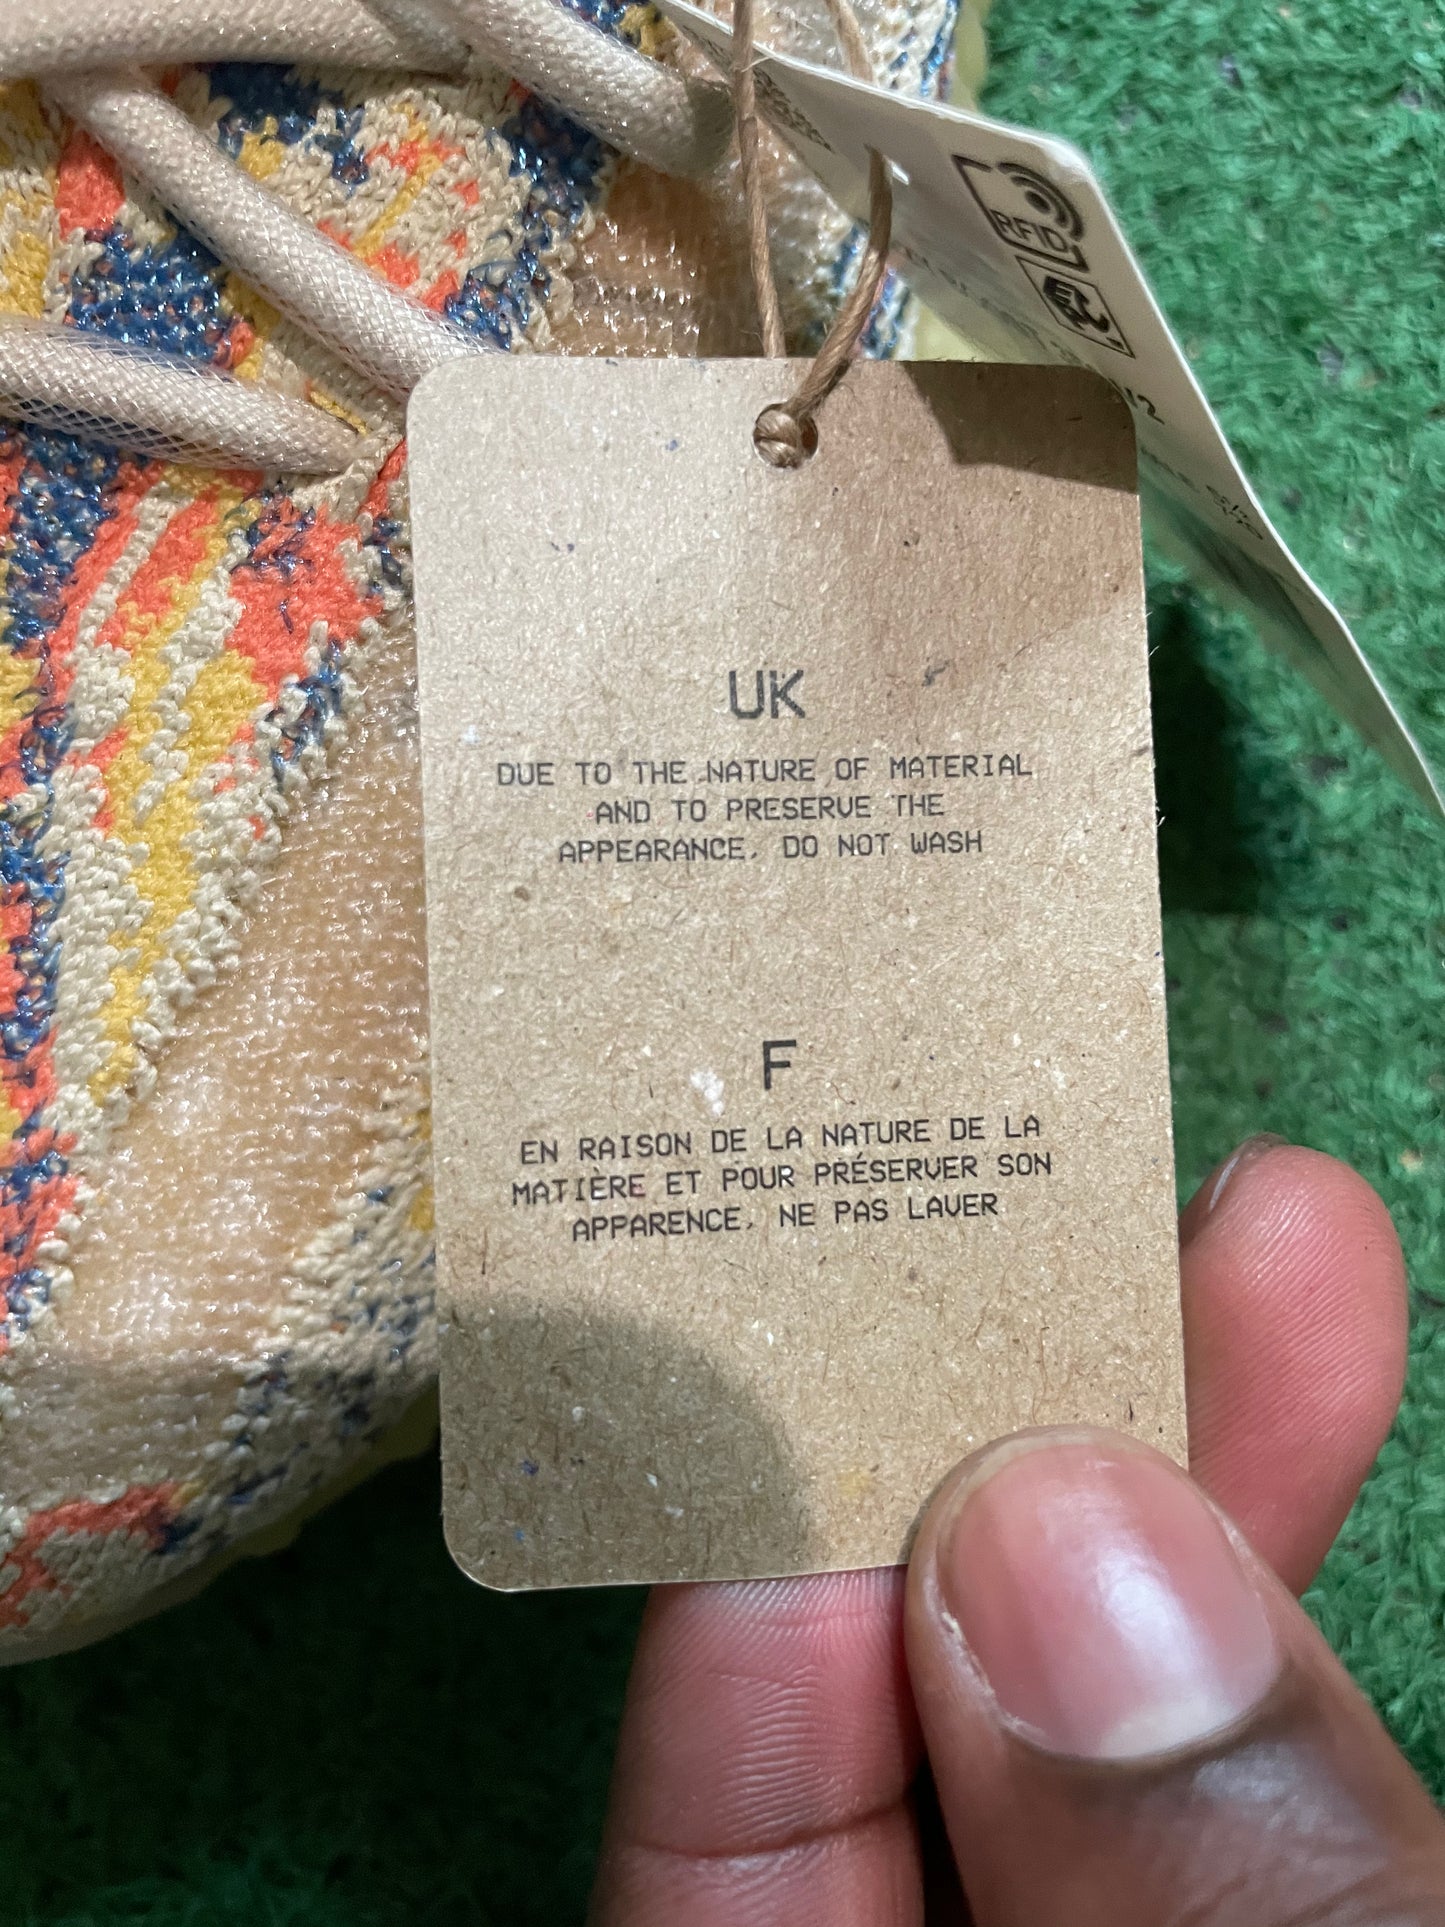 RFID
UK
DUE TO THE NATURE OF MATERIAL
AND TO PRESERVE THE
APPEARANCE, DO NOT WASH
F
EN RAISON DE LA NATURE DE LA
MATIÈRE ET POUR PRÉSERVER SON
APPARENCE, NE PAS LAVER